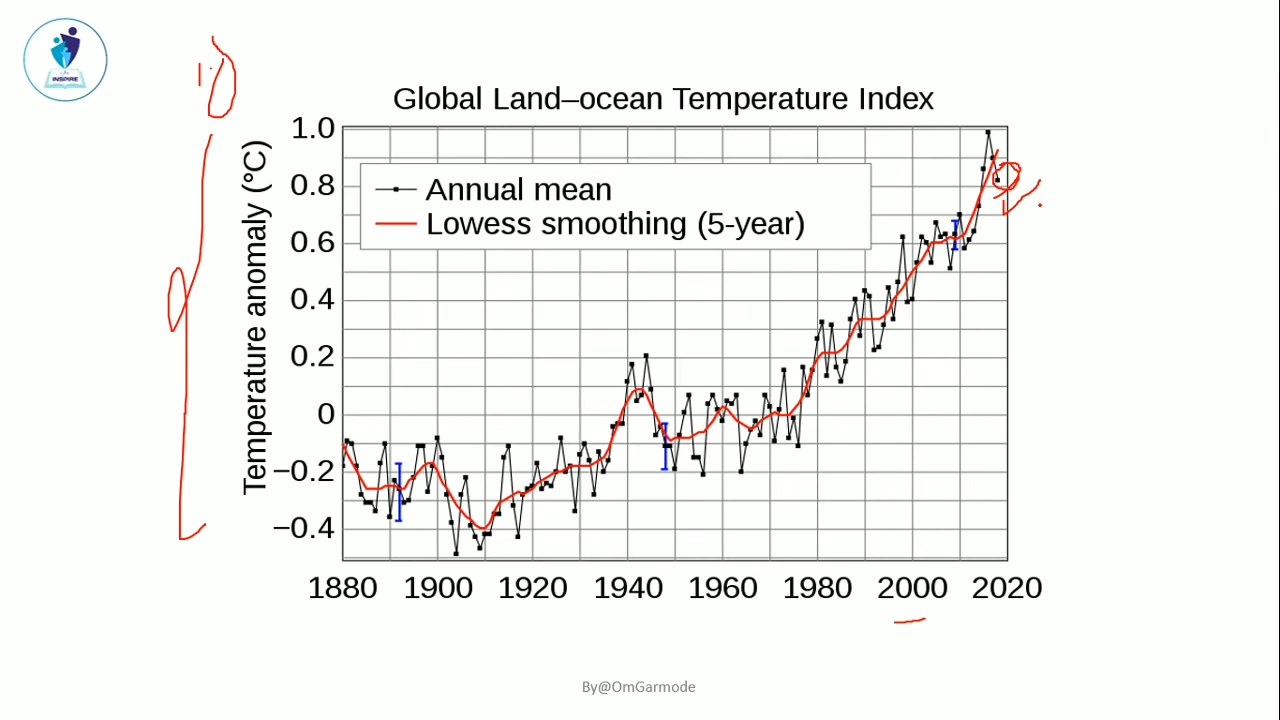 INSPIRE
Global Land–ocean Temperature Index
Temperature anomaly (°C)
1.0
0.8
0.6
0.4
0.2
0
−0.2
−0.4
Annual mean
Lowess smoothing (5-year)
1880 1900 1920 1940 1960 1980 2000 2020
By@OmGarmode